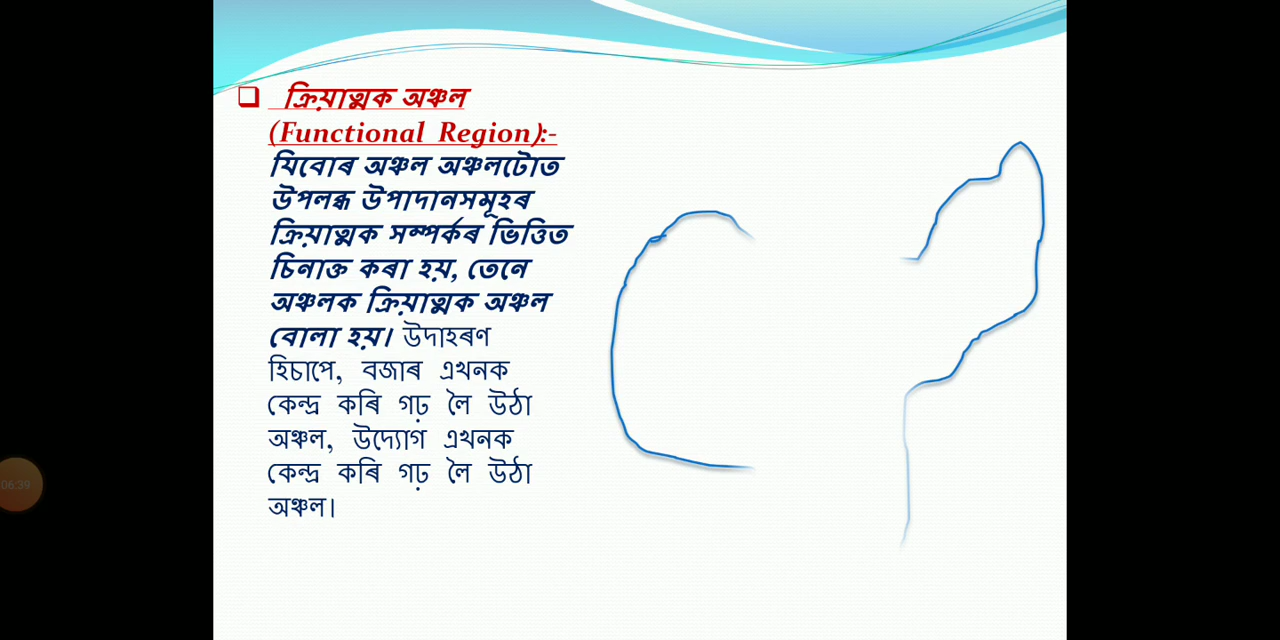 ক্ৰিয়াত্মক অঞ্চল
(Functional Region):-
যিবোৰ অঞ্চল অঞ্চলটোত
উপলব্ধ উপাদানসমূহৰ
ক্ৰিয়াত্মক সম্পৰ্কৰ ভিত্তিত
চিনাক্ত কৰা হয়, তেনে
অঞ্চলক ক্ৰিয়াত্মক অঞ্চল
বোলা হয়। উদাহৰণ
হিচাপে, বজাৰ এখনক
কেন্দ্ৰ কৰি গঢ় লৈ উঠা
অঞ্চল, উদ্যোগ এখনক
কেন্দ্ৰ কৰি গঢ় লৈ উঠা
অঞ্চল।
06:39